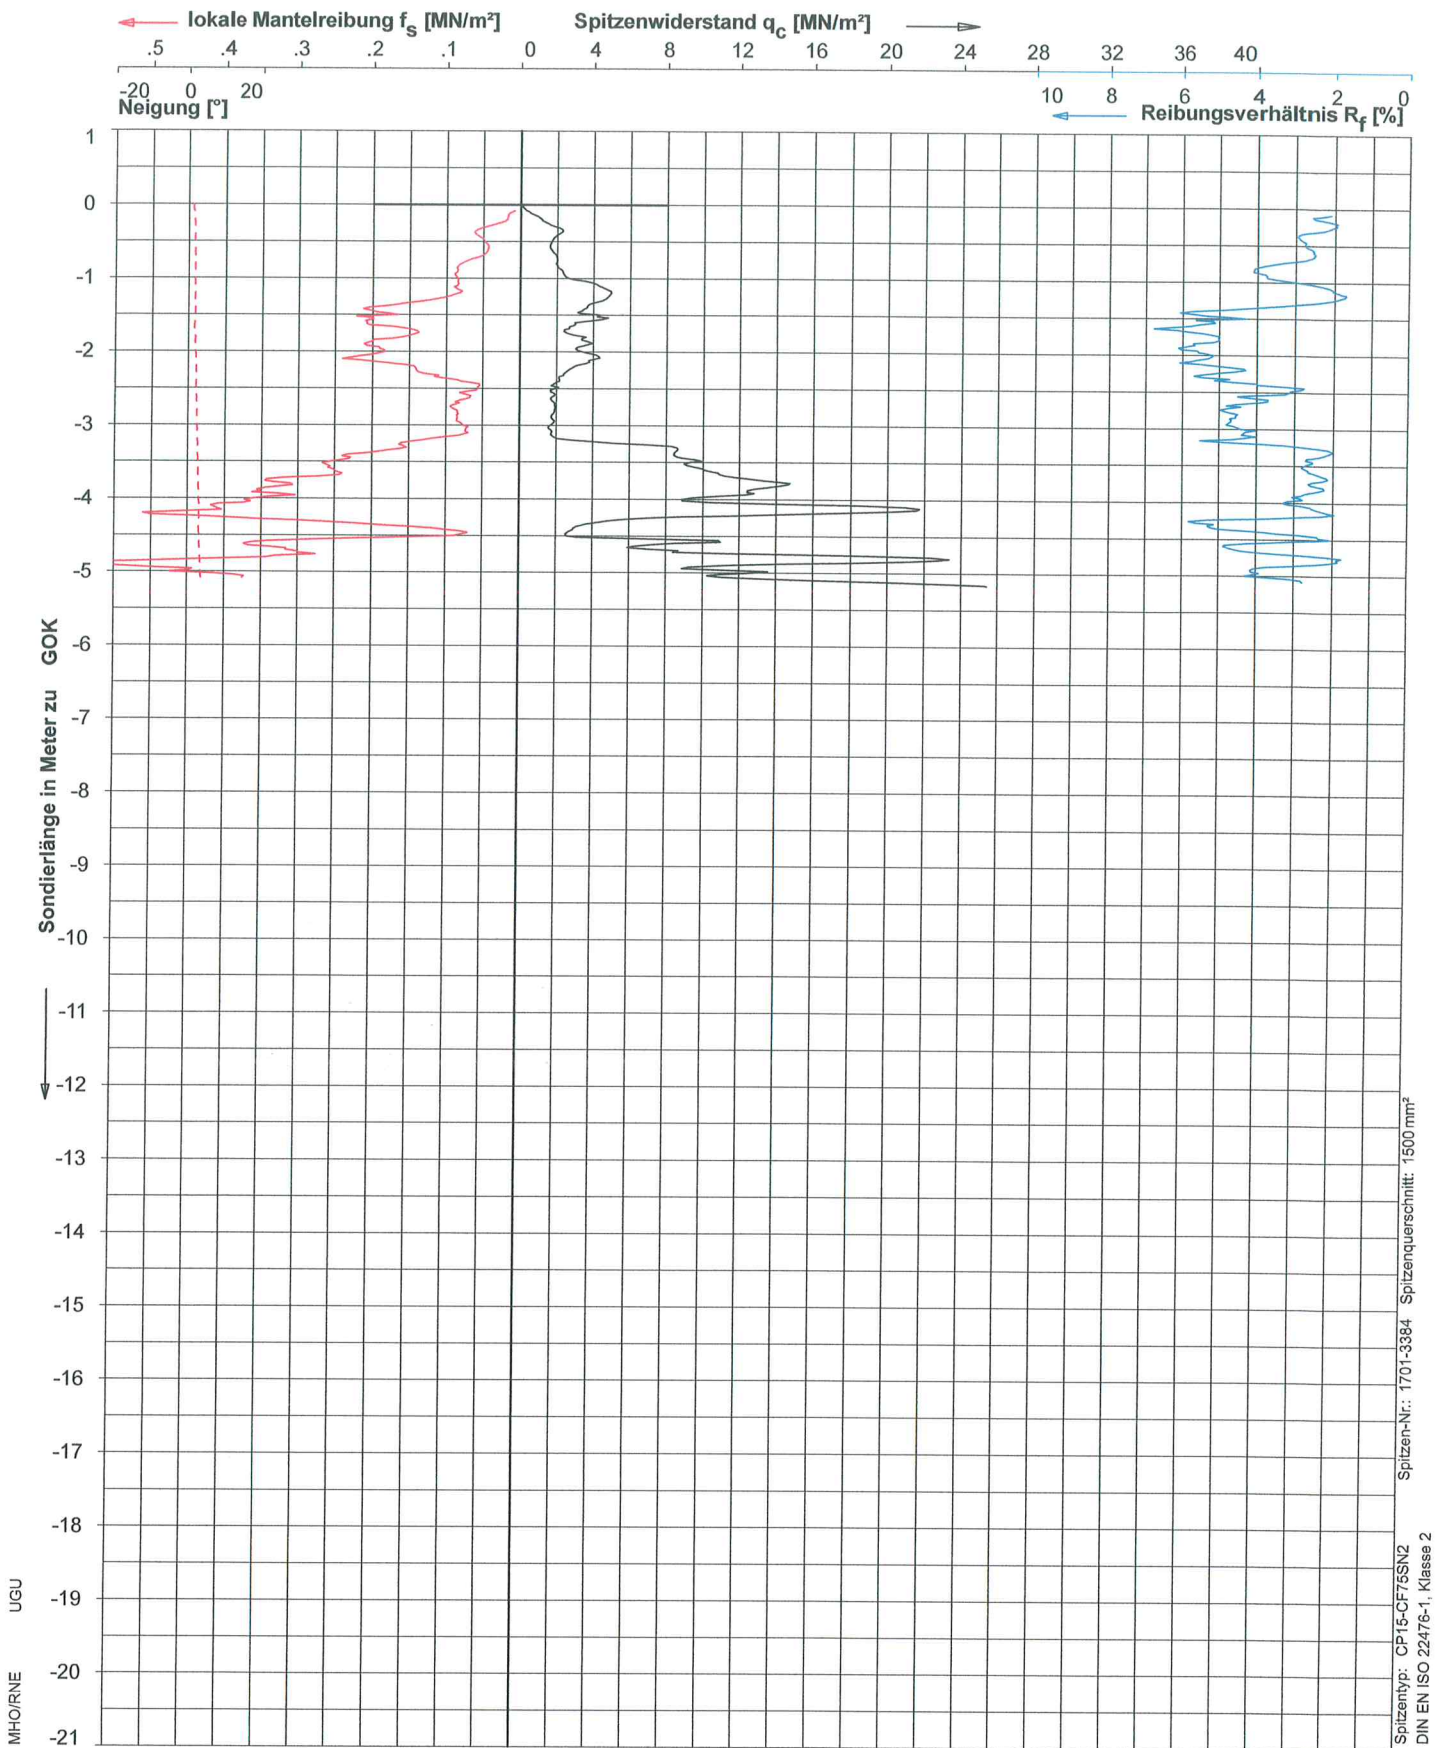 lokale Mantelreibung fs [MN/m²] Spitzenwiderstand qc [MN/m²]
.5 .4 .3 .2 .1 0 4 8 12 16 20 24 28 32 36 40
-20 0 20 10 8 6 4 2 0
Neigung [°] Reibungsverhältnis Rf [%]
1
0
-1
-2
-3
-4
-5
-6
-7
-8
-9
-10
-11
-12
-13
-14
-15
-16
-17
-18
-19
-20
-21
Sondierlänge in Meter zu GOK
MHO/RNE UGU
Spitzen-Nr.: 1701-3384 Spitzenquerschnitt: 1500 mm²
Spitzentyp: CP15-CF75SN2
DIN EN ISO 22476-1, Klasse 2